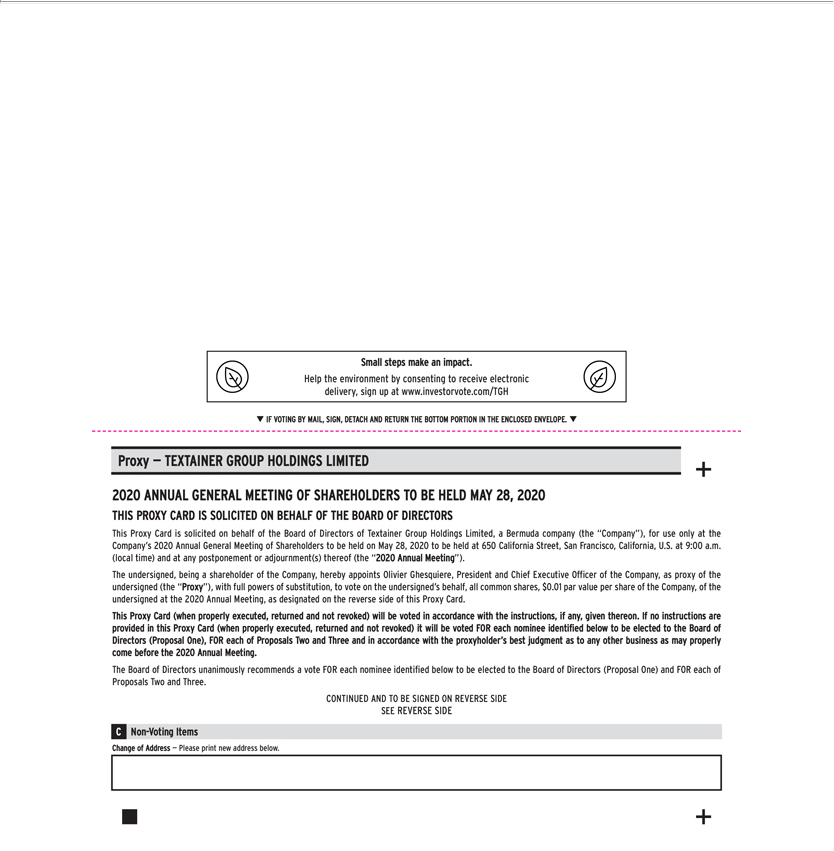 Small steps make an impact.
Help the environment by consenting to receive electronic
delivery, sign up at www.investorvote.com/TGH
▼ IF VOTING BY MAIL, SIGN, DETACH AND RETURN THE BOTTOM PORTION IN THE ENCLOSED ENVELOPE. ▼
Proxy — TEXTAINER GROUP HOLDINGS LIMITED
2020 ANNUAL GENERAL MEETING OF SHAREHOLDERS TO BE HELD MAY 28, 2020
THIS PROXY CARD IS SOLICITED ON BEHALF OF THE BOARD OF DIRECTORS
This Proxy Card is solicited on behalf of the Board of Directors of Textainer Group Holdings Limited, a Bermuda company (the “Company”), for use only at the
Company's 2020 Annual General Meeting of Shareholders to be held on May 28, 2020 to be held at 650 California Street, San Francisco, California, U.S. at 9:00 a.m.
(local time) and at any postponement or adjournment(s) thereof (the “2020 Annual Meeting”).
The undersigned, being a shareholder of the Company, hereby appoints Olivier Ghesquiere, President and Chief Executive Officer of the Company, as proxy of the
undersigned (the “Proxy”), with full powers of substitution, to vote on the undersigned's behalf, all common shares, $0.01 par value per share of the Company, of the
undersigned at the 2020 Annual Meeting, as designated on the reverse side of this Proxy Card.
This Proxy Card (when properly executed, returned and not revoked) will be voted in accordance with the instructions, if any, given thereon. If no instructions are
provided in this Proxy Card (when properly executed, returned and not revoked) it will be voted FOR each nominee identified below to be elected to the Board of
Directors (Proposal One), FOR each of Proposals Two and Three and in accordance with the proxyholder's best judgment as to any other business as may properly
come before the 2020 Annual Meeting.
The Board of Directors unanimously recommends a vote FOR each nominee identified below to be elected to the Board of Directors (Proposal One) and FOR each of
Proposals Two and Three.
CONTINUED AND TO BE SIGNED ON REVERSE SIDE
SEE REVERSE SIDE
C Non-Voting Items
Change of Address — Please print new address below.